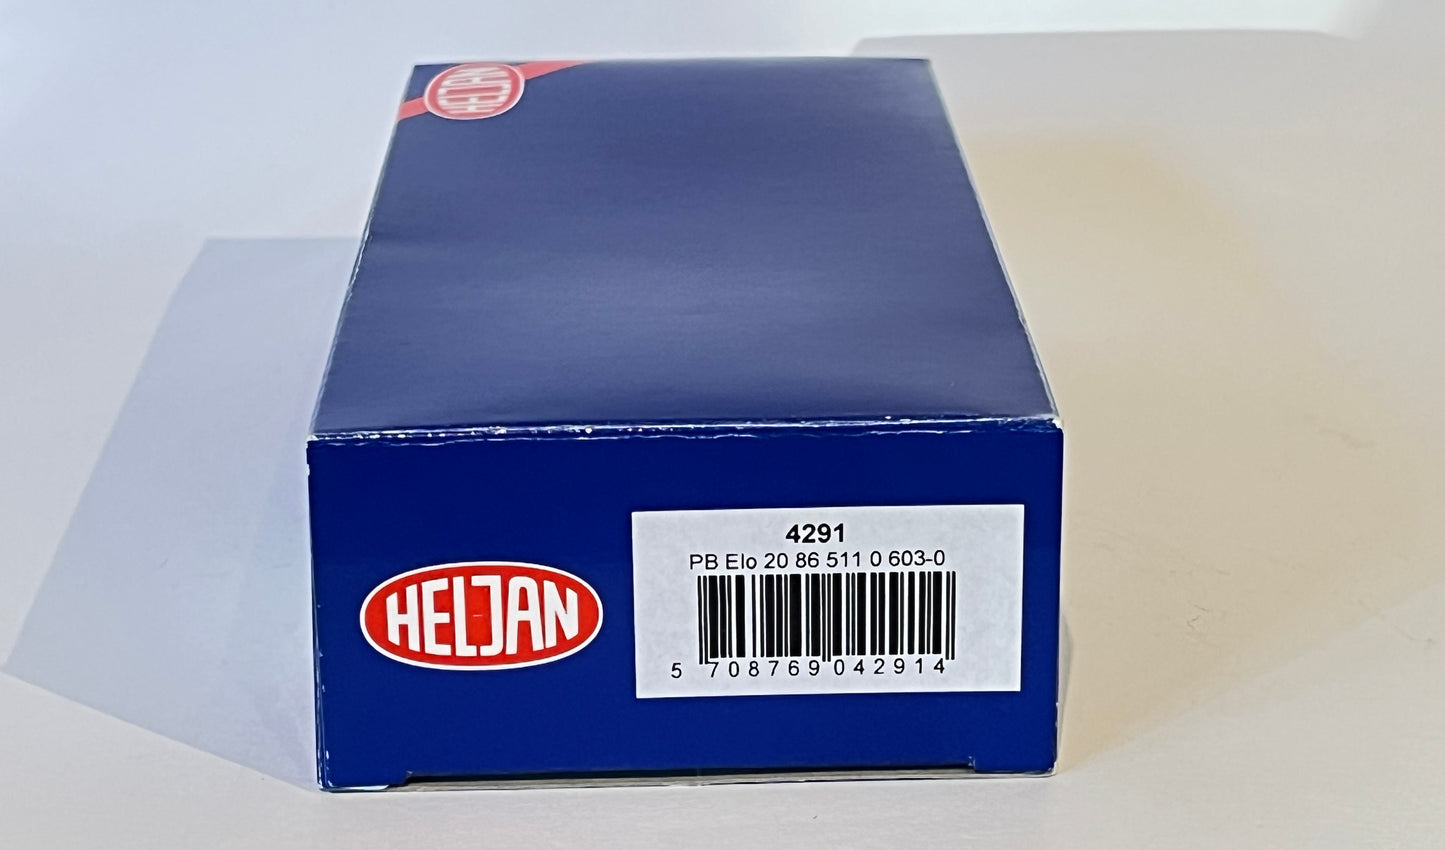 HELJAN
HELJAN
4291
PB Elo 20 86 511 0 603-0
5 708769 042914